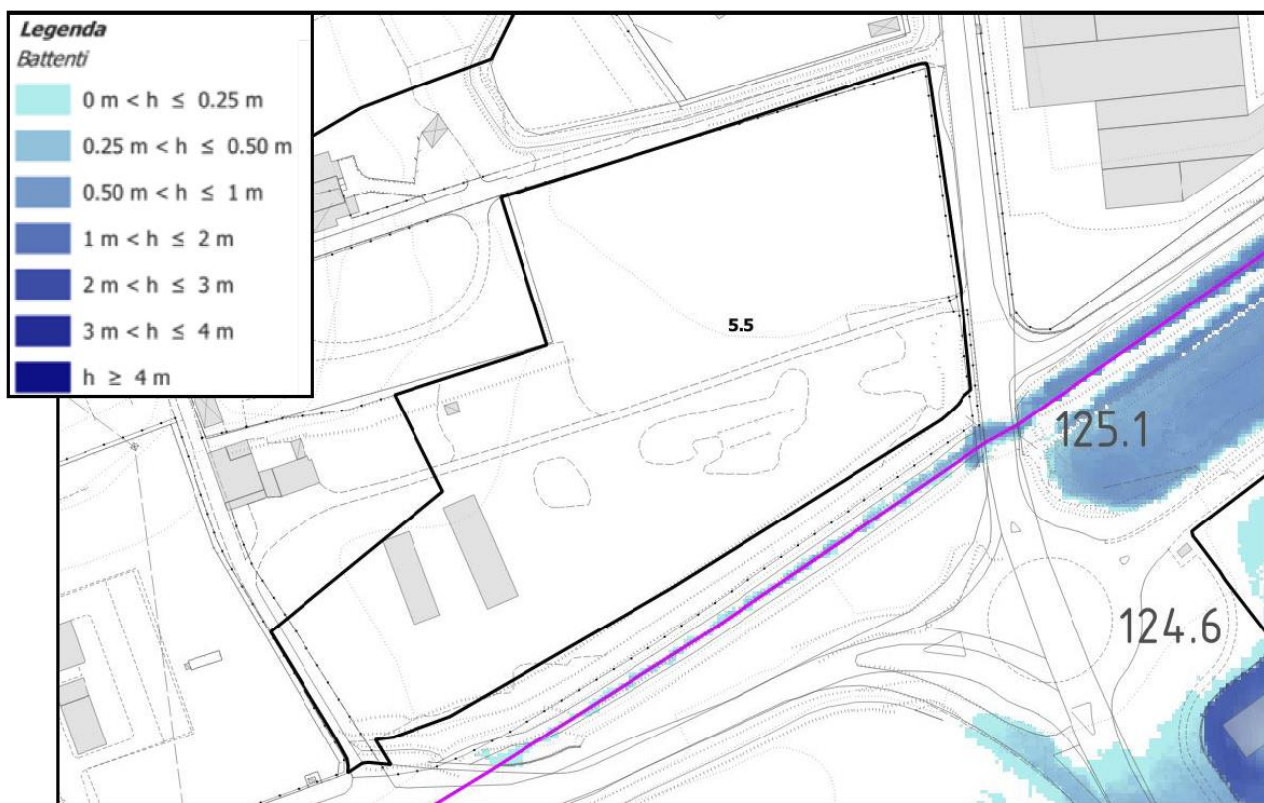 Legenda
Battenti
0 m < h ≤ 0.25 m
0.25 m < h ≤ 0.50 m
0.50 m < h ≤ 1 m
1 m < h ≤ 2 m
2 m < h ≤ 3 m
3 m < h ≤ 4 m
h ≥ 4 m
5.5
125.1
124.6